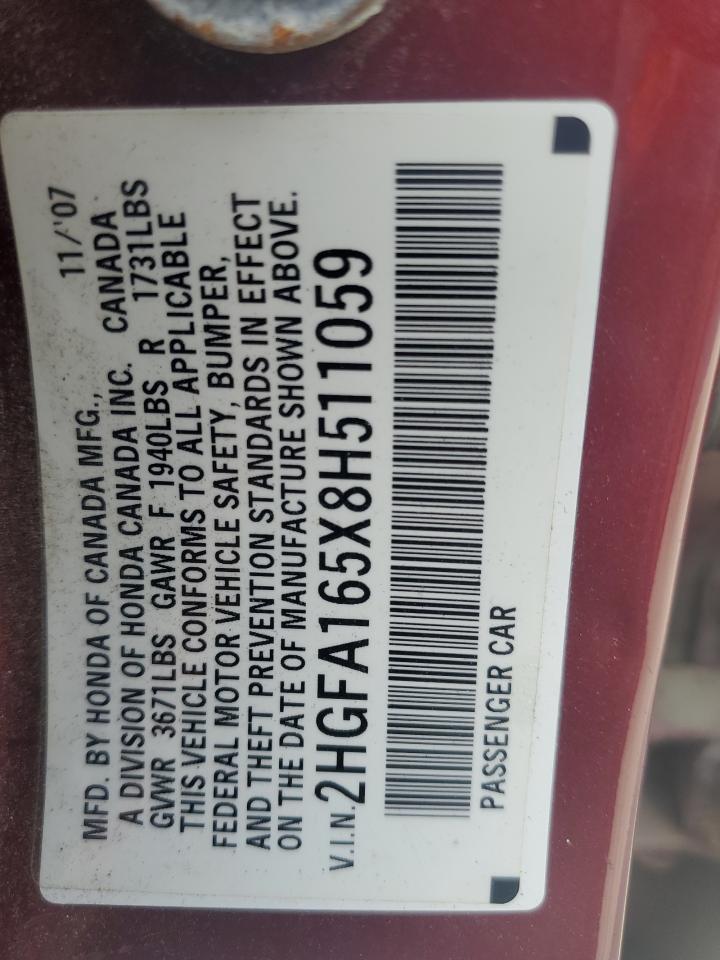 MFD. BY HONDA OF CANADA MFG., 11/'07
A DIVISION OF HONDA CANADA INC. CANADA
GVWR 3671LBS GAWR F 1940LBS R 1731LBS
THIS VEHICLE CONFORMS TO ALL APPLICABLE
FEDERAL MOTOR VEHICLE SAFETY, BUMPER,
AND THEFT PREVENTION STANDARDS IN EFFECT
ON THE DATE OF MANUFACTURE SHOWN ABOVE.
V.I.N. 2HGFA165X8H511059
PASSENGER CAR